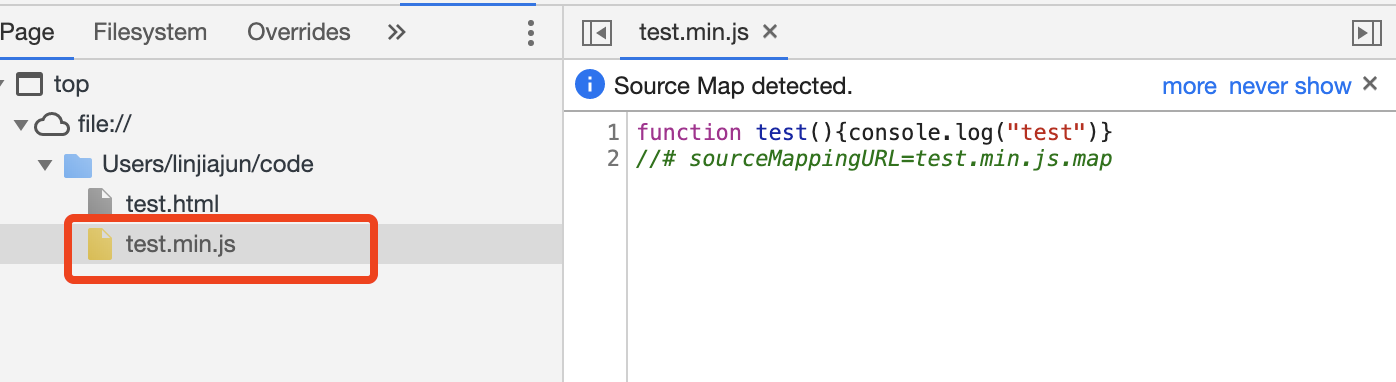 Page Filesystem Overrides »
top
file://
Users/linjiajun/code
test.html
test.min.js
test.min.js ×
i Source Map detected. more never show ×
1 function test(){console.log("test")}
2 //# sourceMappingURL=test.min.js.map